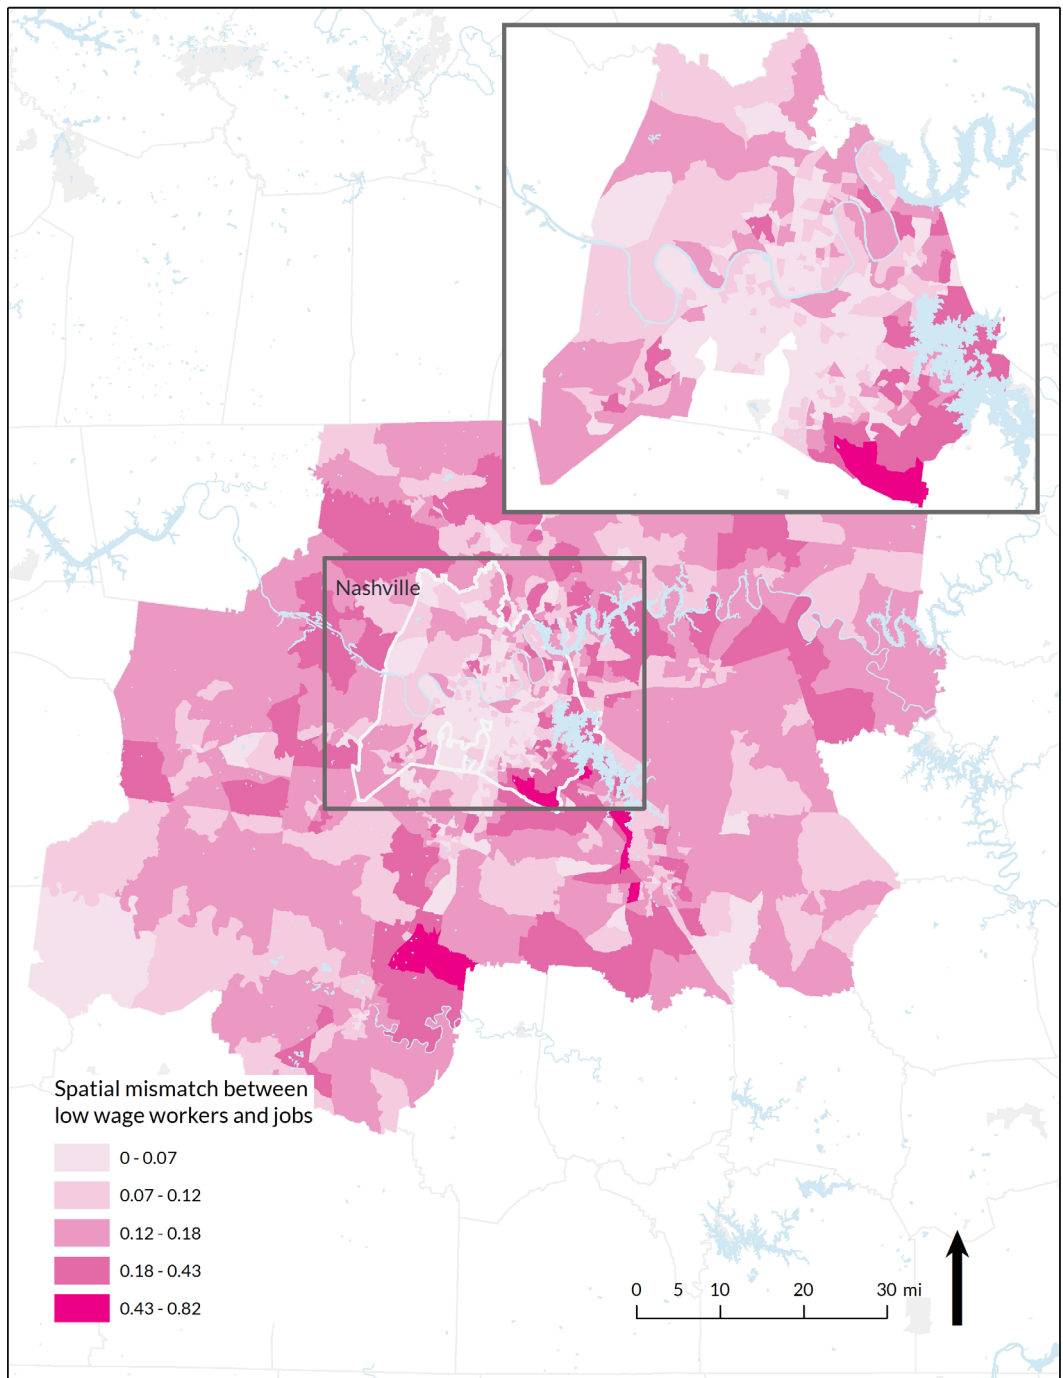 Nashville
Spatial mismatch between
low wage workers and jobs
0 - 0.07
0.07 - 0.12
0.12 - 0.18
0.18 - 0.43
0.43 - 0.82
0 5 10 20 30 mi